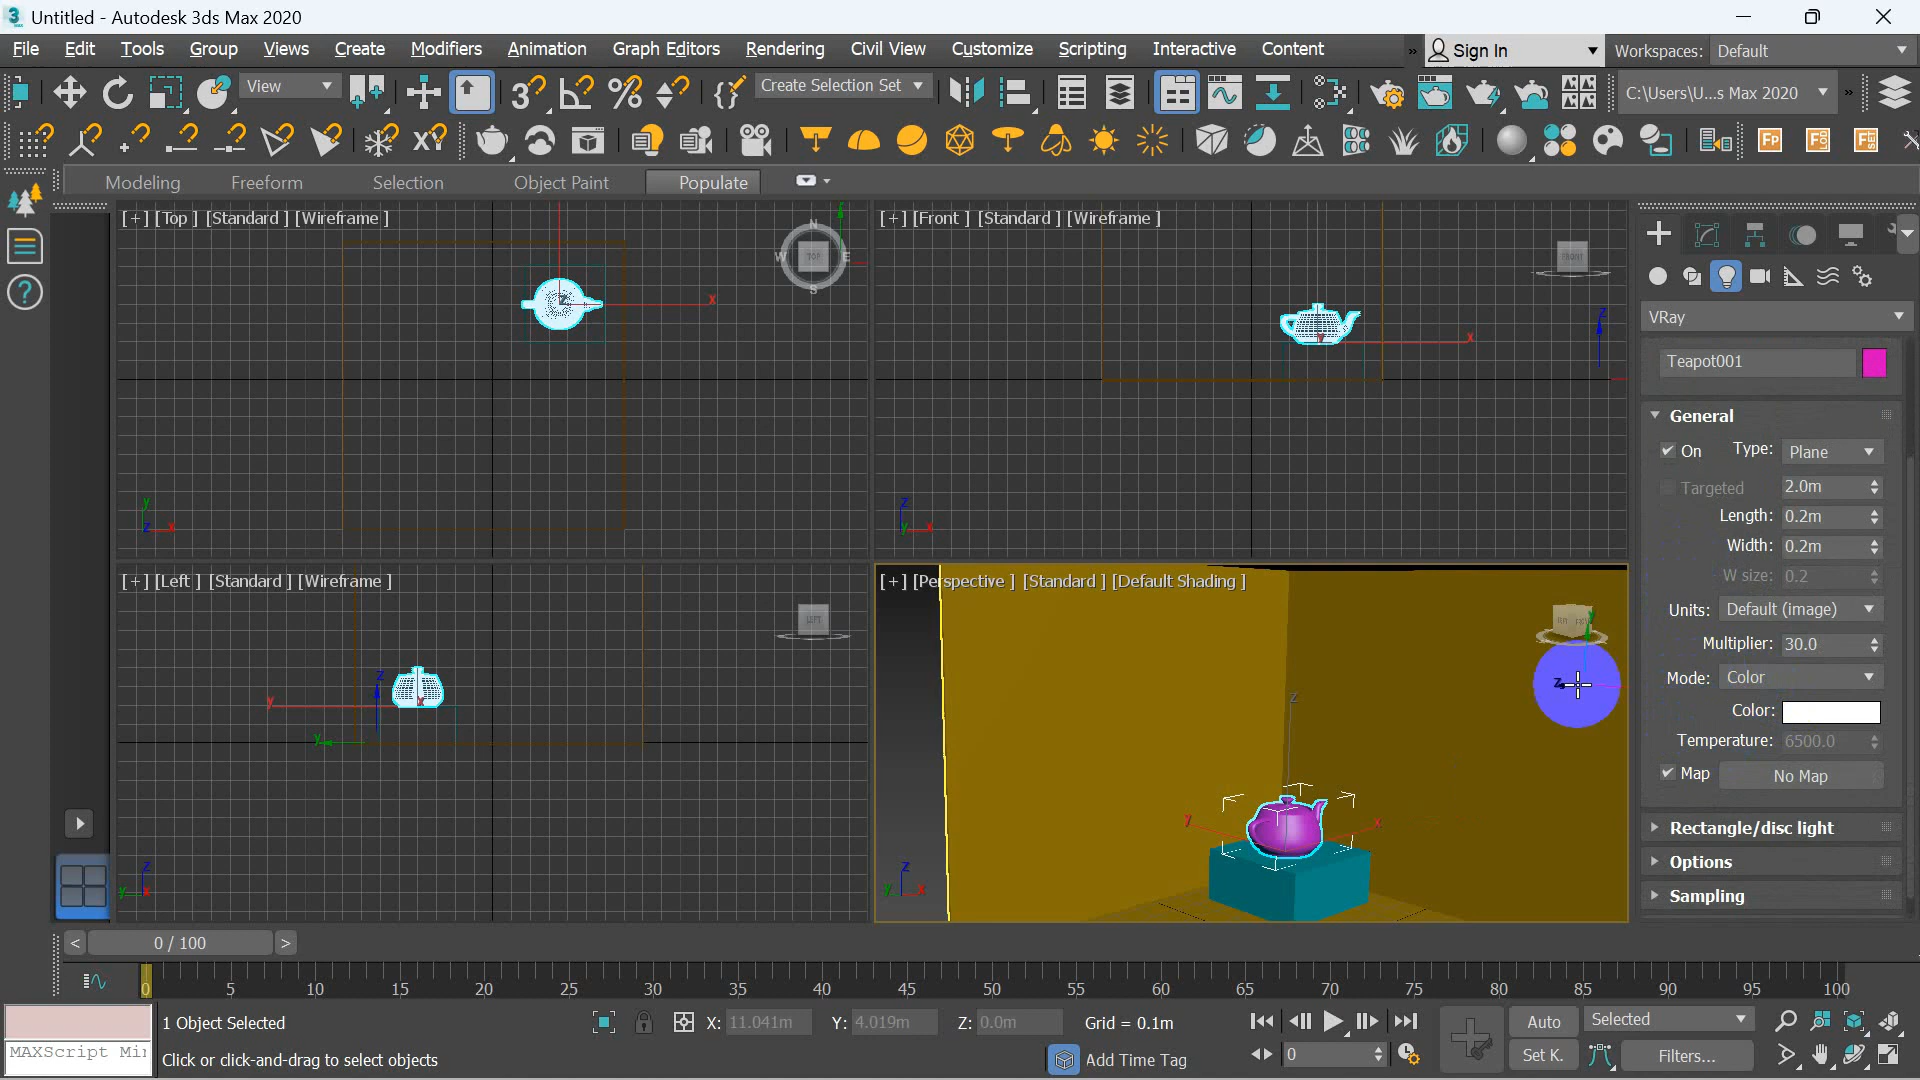 Untitled - Autodesk 3ds Max 2020
File Edit Tools Group Views Create Modifiers Animation Graph Editors Rendering Civil View Customize Scripting Interactive Content
Sign In Workspaces: Default
View Create Selection Set C:\Users\U...s Max 2020
Modeling Freeform Selection Object Paint Populate
[+] [Top ] [Standard ] [Wireframe ]
[+] [Front ] [Standard ] [Wireframe ]
VRay
Teapot001
General
On Type: Plane
Targeted 2.0m
Length: 0.2m
Width: 0.2m
W size: 0.2
Units: Default (image)
Multiplier: 30.0
Mode: Color
Color:
Temperature: 6500.0
Map No Map
Rectangle/disc light
Options
Sampling
[+] [Left ] [Standard ] [Wireframe ]
[+] [Perspective ] [Standard ] [Default Shading ]
0 / 100
0 5 10 15 20 25 30 35 40 45 50 55 60 65 70 75 80 85 90 95 100
1 Object Selected X: 11.041m Y: 4.019m Z: 0.0m Grid = 0.1m Auto Selected
MAXScript Mi Click or click-and-drag to select objects Add Time Tag 0 Set K. Filters...